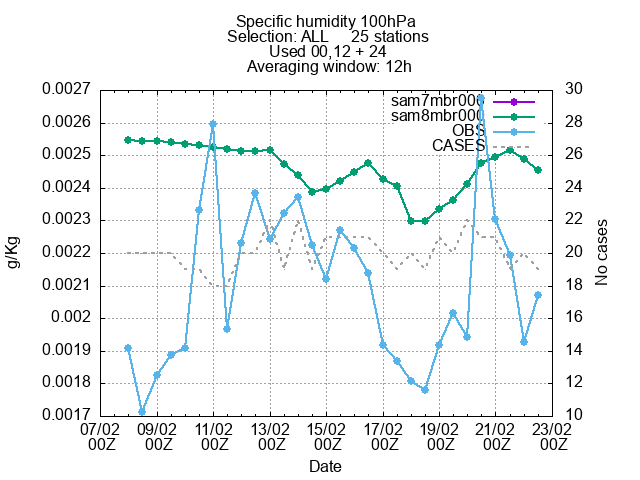 Specific humidity 100hPa
Selection: ALL 25 stations
Used 00,12 + 24
Averaging window: 12h
sam7mbr006
sam8mbr000
OBS
CASES
g/Kg
0.0027
0.0026
0.0025
0.0024
0.0023
0.0022
0.0021
0.002
0.0019
0.0018
0.0017
30
28
26
24
22
20
18
16
14
12
10
No cases
07/02 09/02 11/02 13/02 15/02 17/02 19/02 21/02 23/02
00Z 00Z 00Z 00Z 00Z 00Z 00Z 00Z 00Z
Date